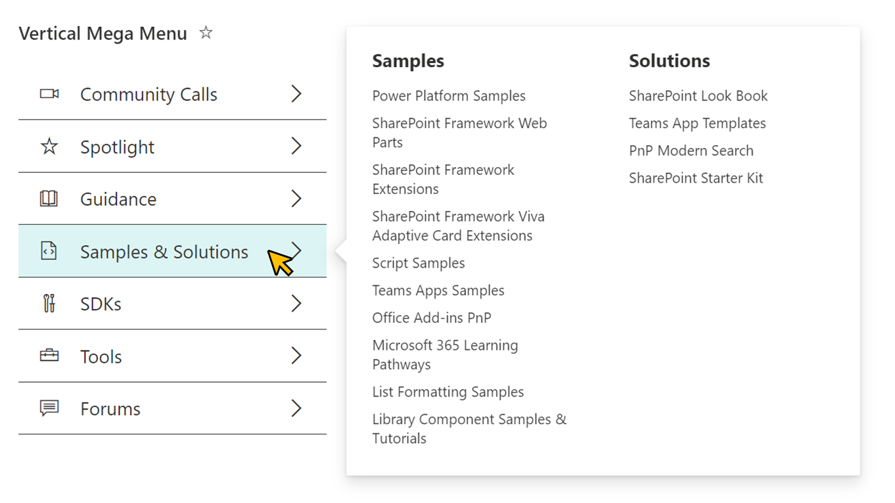 Vertical Mega Menu
Community Calls
Spotlight
Guidance
Samples & Solutions
SDKs
Tools
Forums
Samples
Power Platform Samples
SharePoint Framework Web
Parts
SharePoint Framework
Extensions
SharePoint Framework Viva
Adaptive Card Extensions
Script Samples
Teams Apps Samples
Office Add-ins PnP
Microsoft 365 Learning
Pathways
List Formatting Samples
Library Component Samples &
Tutorials
Solutions
SharePoint Look Book
Teams App Templates
PnP Modern Search
SharePoint Starter Kit